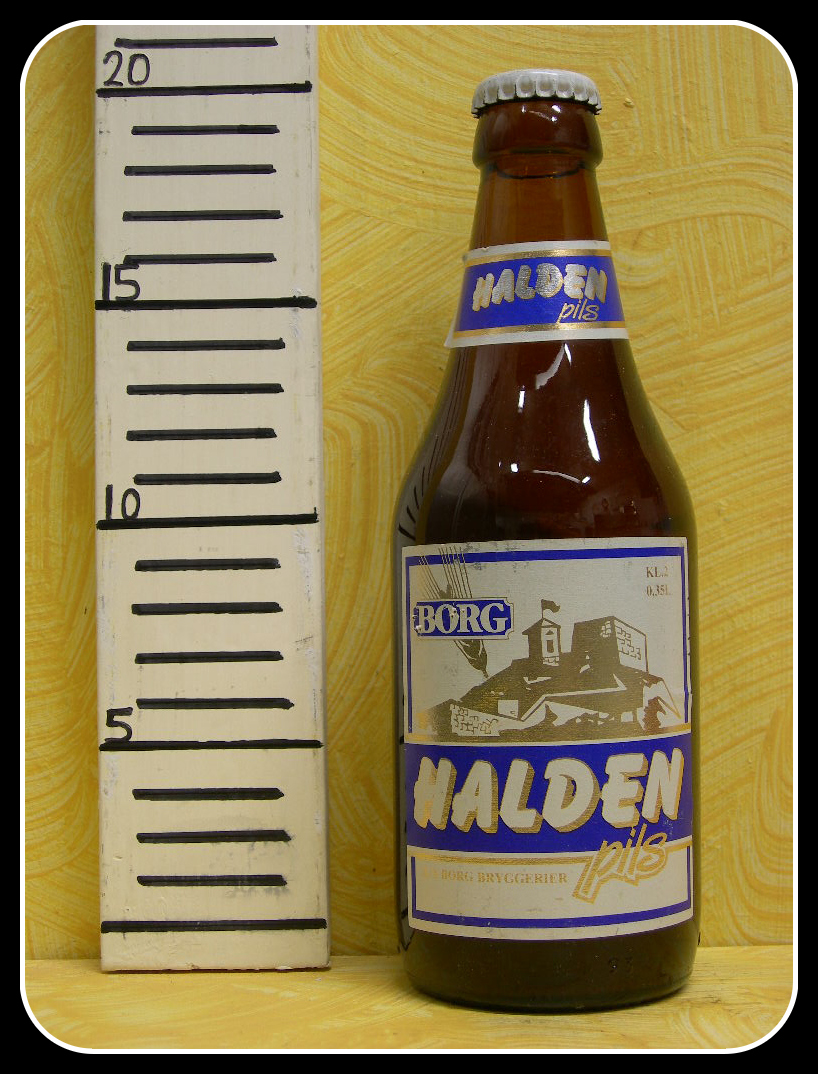 20
15
10
5
HALDEN
pils
KL.2
0,35L
BORG
HALDEN
pils
BORG BRYGGERIER